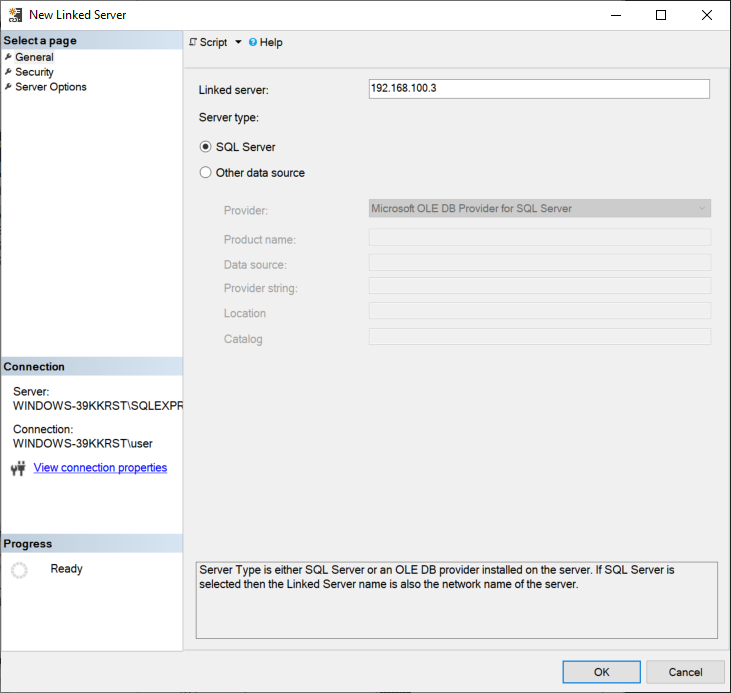 New Linked Server
Select a page
General
Security
Server Options
Script
Help
Linked server:
192.168.100.3
Server type:
SQL Server
Other data source
Provider:
Microsoft OLE DB Provider for SQL Server
Product name:
Data source:
Provider string:
Location
Catalog
Connection
Server:
WINDOWS-39KKRST\SQLEXPR
Connection:
WINDOWS-39KKRST\user
View connection properties
Progress
Ready
Server Type is either SQL Server or an OLE DB provider installed on the server. If SQL Server is
selected then the Linked Server name is also the network name of the server.
OK
Cancel